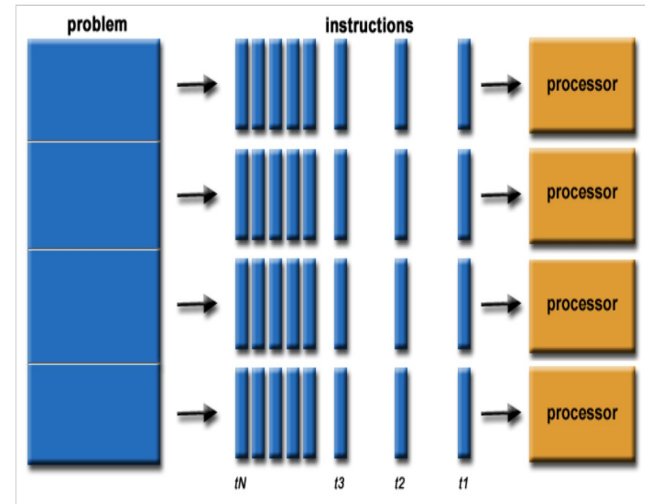 problem instructions
processor
processor
processor
processor
tN t3 t2 t1